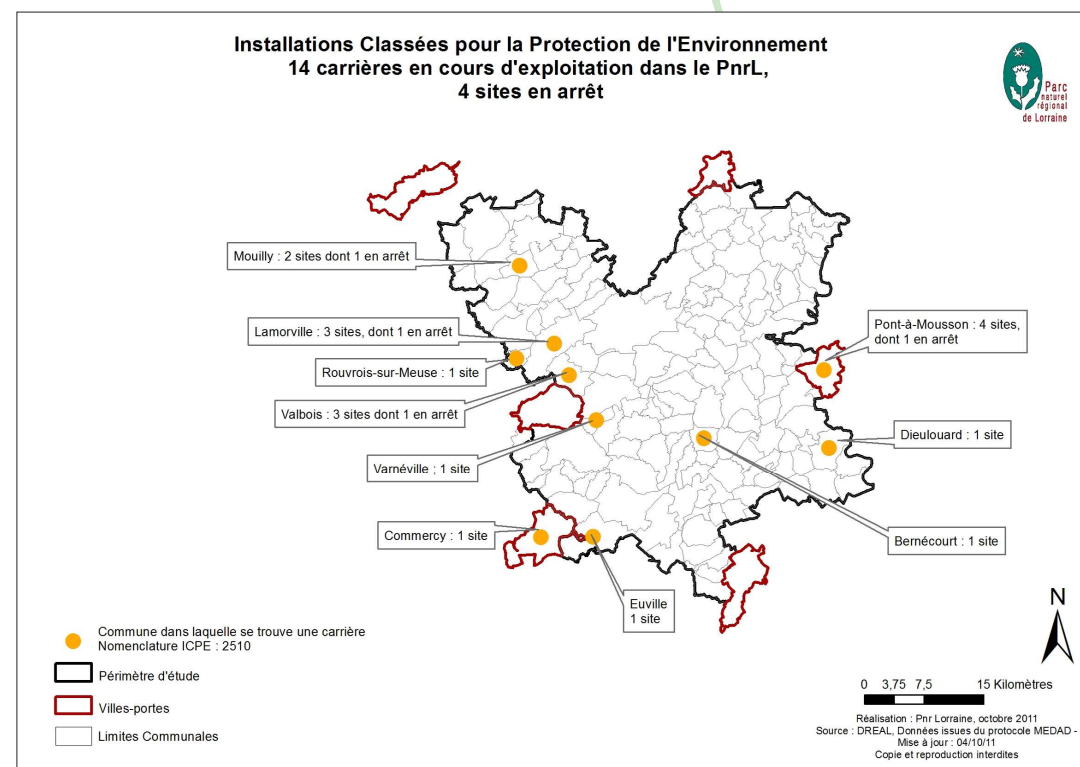 Installations Classées pour la Protection de l'Environnement
14 carrières en cours d'exploitation dans le PnrL,
4 sites en arrêt
Parc
naturel
régional
de Lorraine
Mouilly : 2 sites dont 1 en arrêt
Lamorville : 3 sites, dont 1 en arrêt
Rouvrois-sur-Meuse : 1 site
Valbois : 3 sites dont 1 en arrêt
Varnéville : 1 site
Commercy : 1 site
Euville
1 site
Pont-à-Mousson : 4 sites,
dont 1 en arrêt
Dieulouard : 1 site
Bernécourt : 1 site
Commune dans laquelle se trouve une carrière
Nomenclature ICPE : 2510
Périmètre d'étude
Villes-portes
Limites Communales
N
0 3,75 7,5 15 Kilomètres
Réalisation : Pnr Lorraine, octobre 2011
Source : DREAL, Données issues du protocole MEDAD -
Mise à jour : 04/10/11
Copie et reproduction interdites